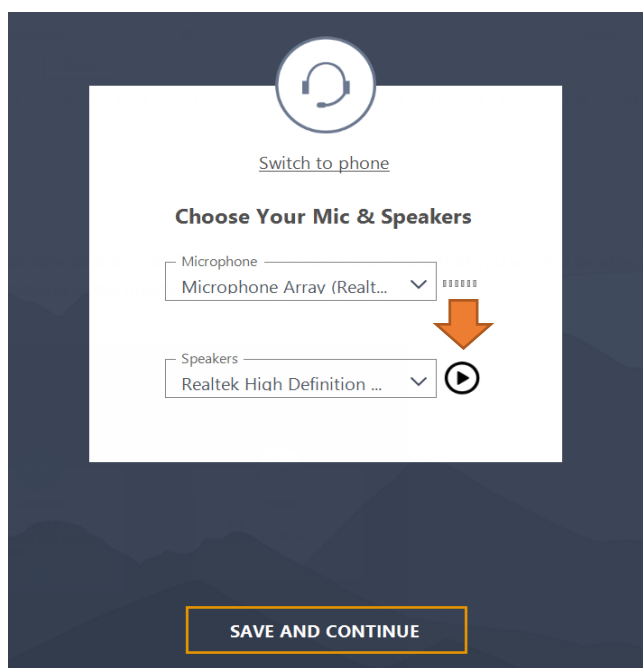 Switch to phone
Choose Your Mic & Speakers
Microphone
Microphone Array (Realt...
Speakers
Realtek High Definition ...
SAVE AND CONTINUE